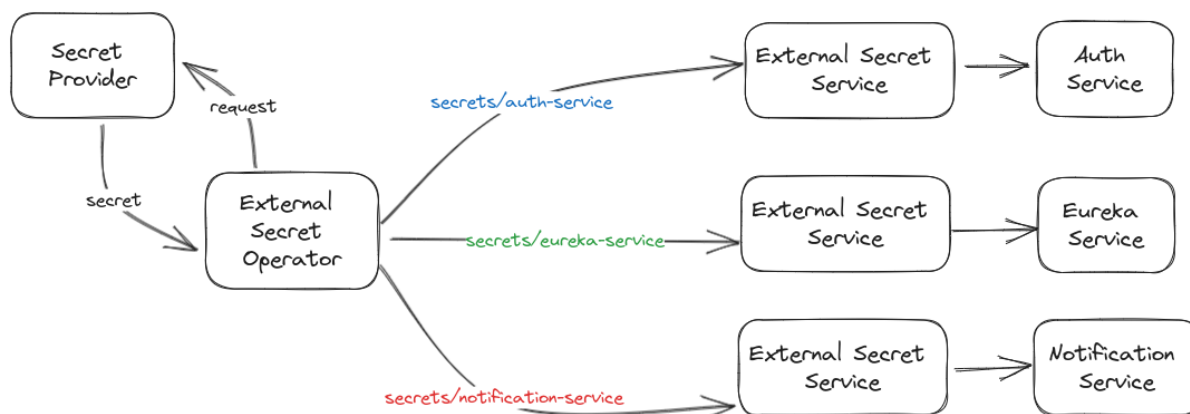 Secret
Provider
request
secret
External
Secret
Operator
secrets/auth-service
External Secret
Service
Auth
Service
secrets/eureka-service
External Secret
Service
Eureka
Service
secrets/notification-service
External Secret
Service
Notification
Service